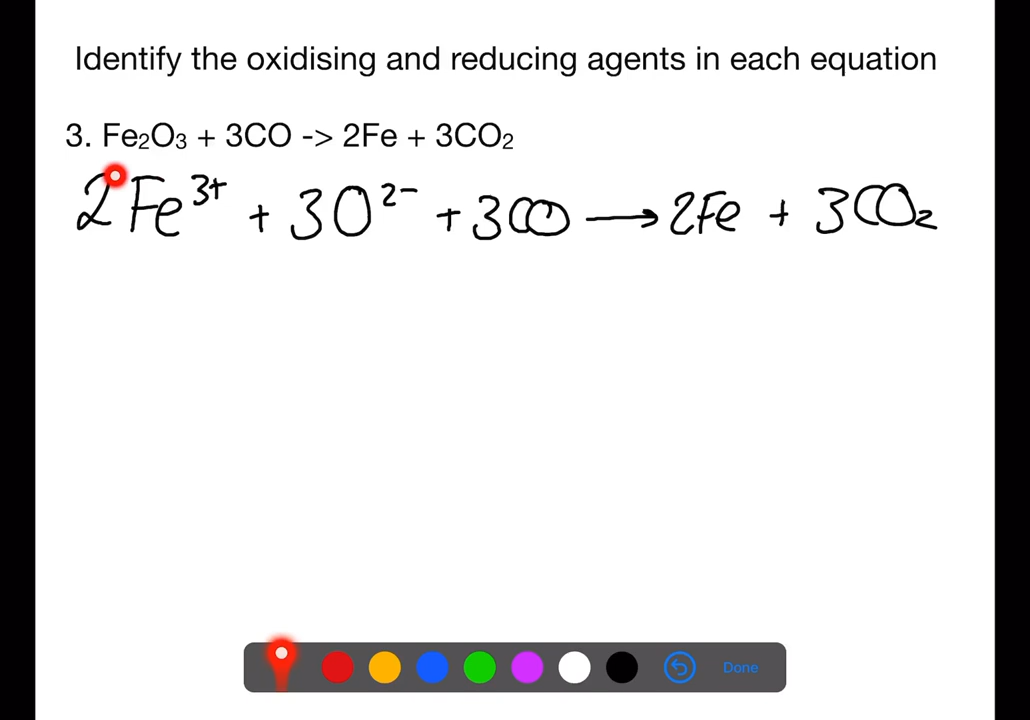 Identify the oxidising and reducing agents in each equation
3. Fe₂O₃ + 3CO -> 2Fe + 3CO₂
2Fe³⁺ + 3O²⁻ + 3CO ⟶ 2Fe + 3CO₂
Done